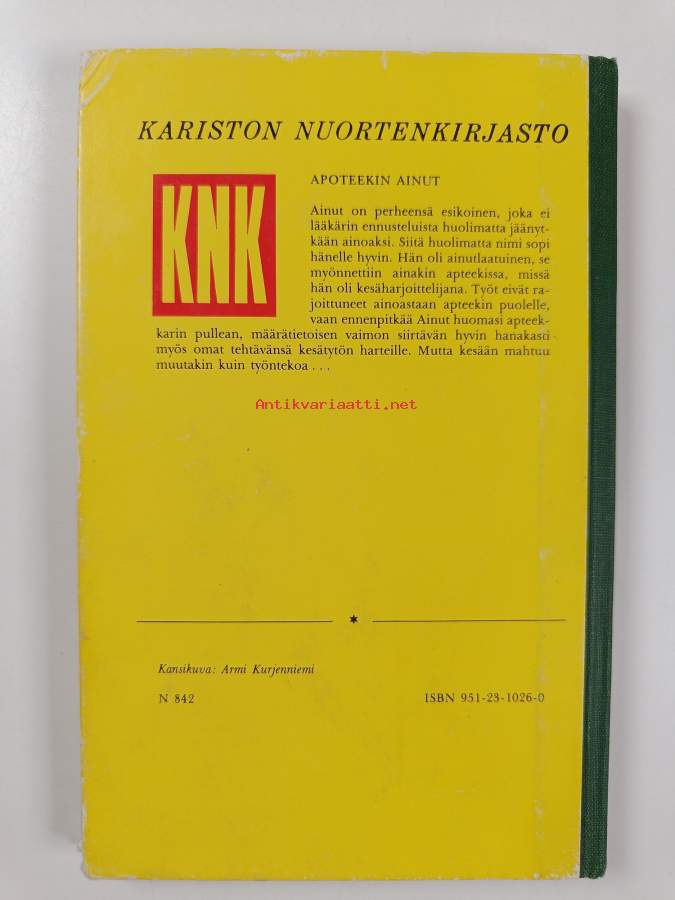 KARISTON NUORTENKIRJASTO
KNK
APOTEEKIN AINUT
Ainut on perheensä esikoinen, joka ei
lääkärin ennusteluista huolimatta jäänyt-
kään ainoaksi. Siitä huolimatta nimi sopi
hänelle hyvin. Hän oli ainutlaatuinen, se
myönnettiin ainakin apteekissa, missä
hän oli kesäharjoittelijana. Työt eivät ra-
joittuneet ainoastaan apteekin puolelle,
vaan ennenpitkää Ainut huomasi apteek-
karin pullean, määrätietoisen vaimon siirtävän hyvin hanakasti
myös omat tehtävänsä kesätytön harteille. Mutta kesään mahtuu
muutakin kuin työntekoa . . .
Antikvariaatti.net
Kansikuva: Armi Kurjenniemi
N 842
ISBN 951-23-1026-0